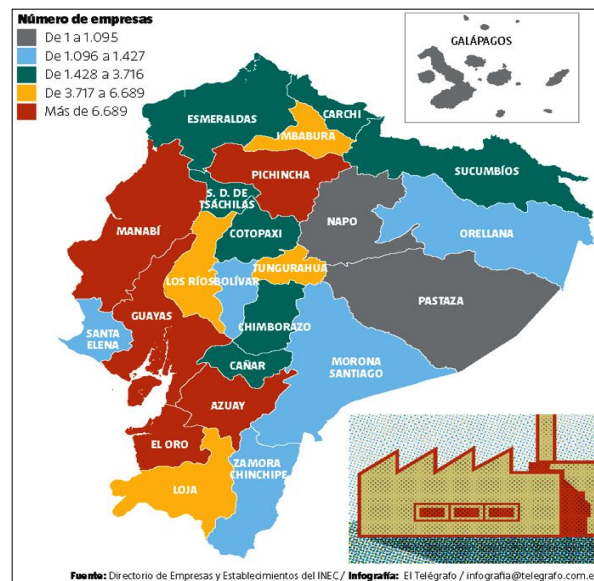 Número de empresas
De 1 a 1.095
De 1.096 a 1.427
De 1.428 a 3.716
De 3.717 a 6.689
Más de 6.689
GALÁPAGOS
ESMERALDAS
CARCHI
IMBABURA
SUCUMBÍOS
PICHINCHA
S. D. DE
TSÁCHILAS
NAPO
MANABÍ
COTOPAXI
ORELLANA
TUNGURAHUA
LOS RÍOS
BOLÍVAR
PASTAZA
GUAYAS
SANTA
ELENA
CHIMBORAZO
CAÑAR
MORONA
SANTIAGO
AZUAY
EL ORO
ZAMORA
CHINCHIPE
LOJA
Fuente: Directorio de Empresas y Establecimientos del INEC / Infografía: El Telégrafo / infografia@telegrafo.com.e